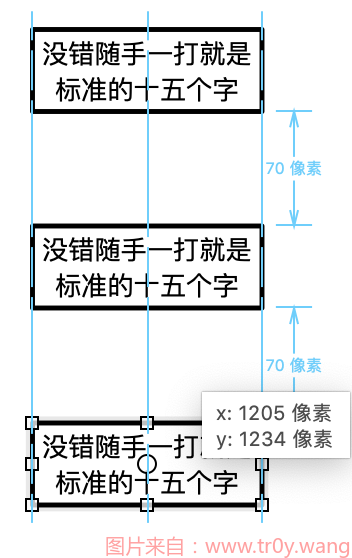 没错随手一打就是
标准的十五个字
70 像素
没错随手一打就是
标准的十五个字
70 像素
x: 1205 像素
y: 1234 像素
没错随手一打
标准的十五个字
图片来自：www.tr0y.wang